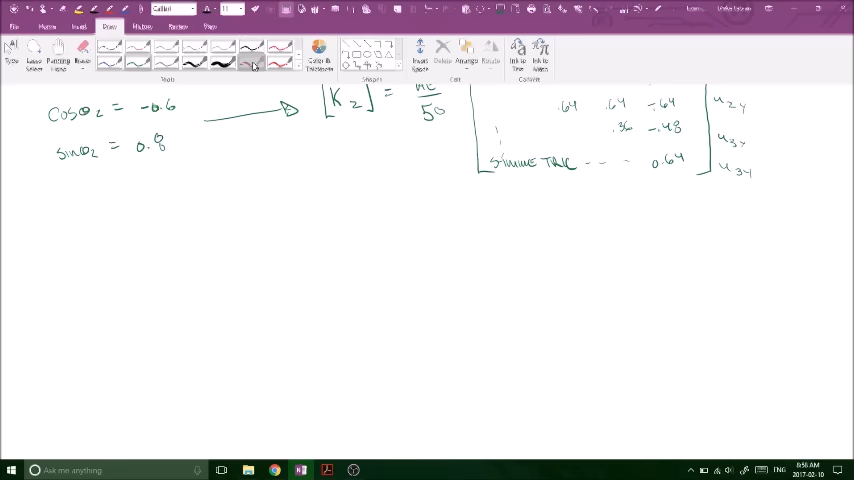 File Home Insert Draw History Review View
Calibri 11
Type Lasso Select Panning Hand Eraser Color & Thickness Insert Space Delete Arrange Rotate Ink to Text Ink to Math
Tools Shapes Edit Convert
cosθ₂ = -0.6
[K₂] = AE/50
.64 .64 -.64 u2Y
.36 -.48
sinθ₂ = 0.8
SYMMETRIC - - - 0.64 u3Y
Ask me anything
ENG
8:58 AM
2017-02-10